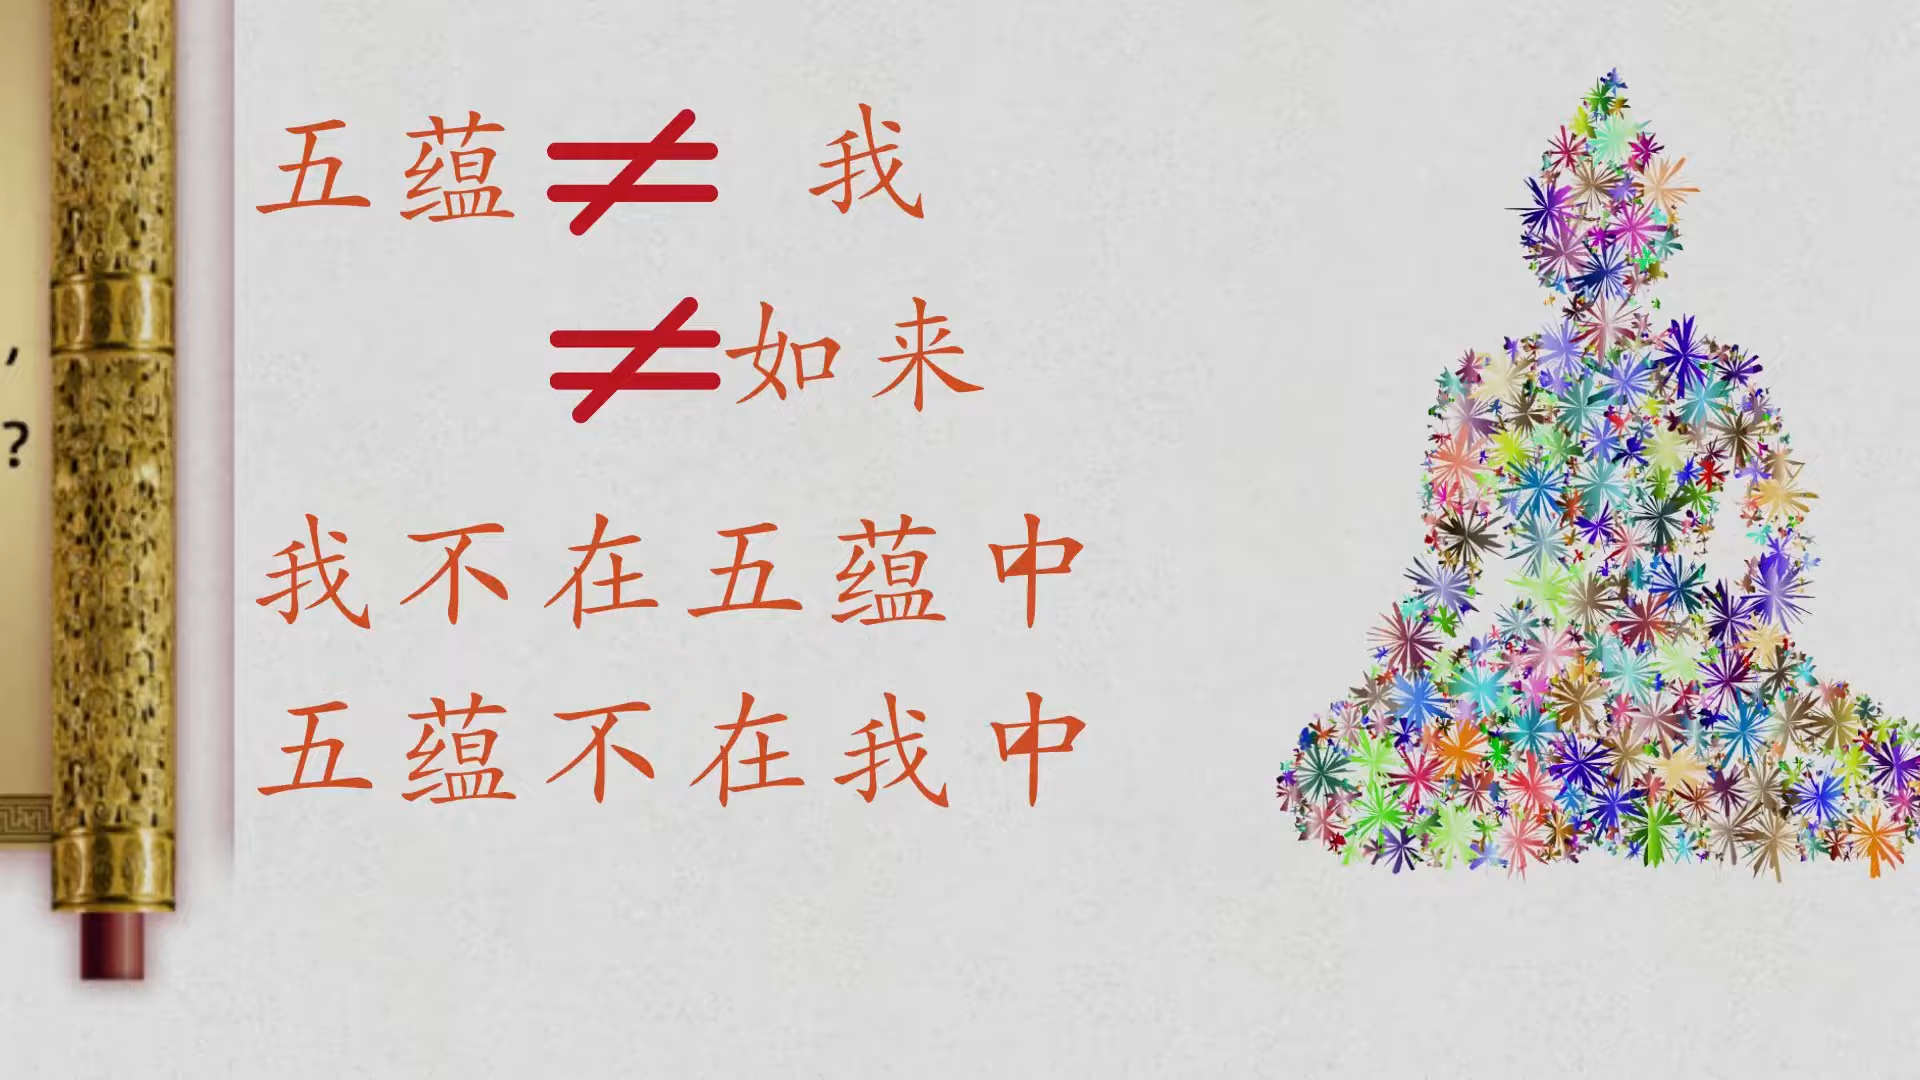 ，
？
五蕴≠ 我
≠如来
我不在五蕴中
五蕴不在我中